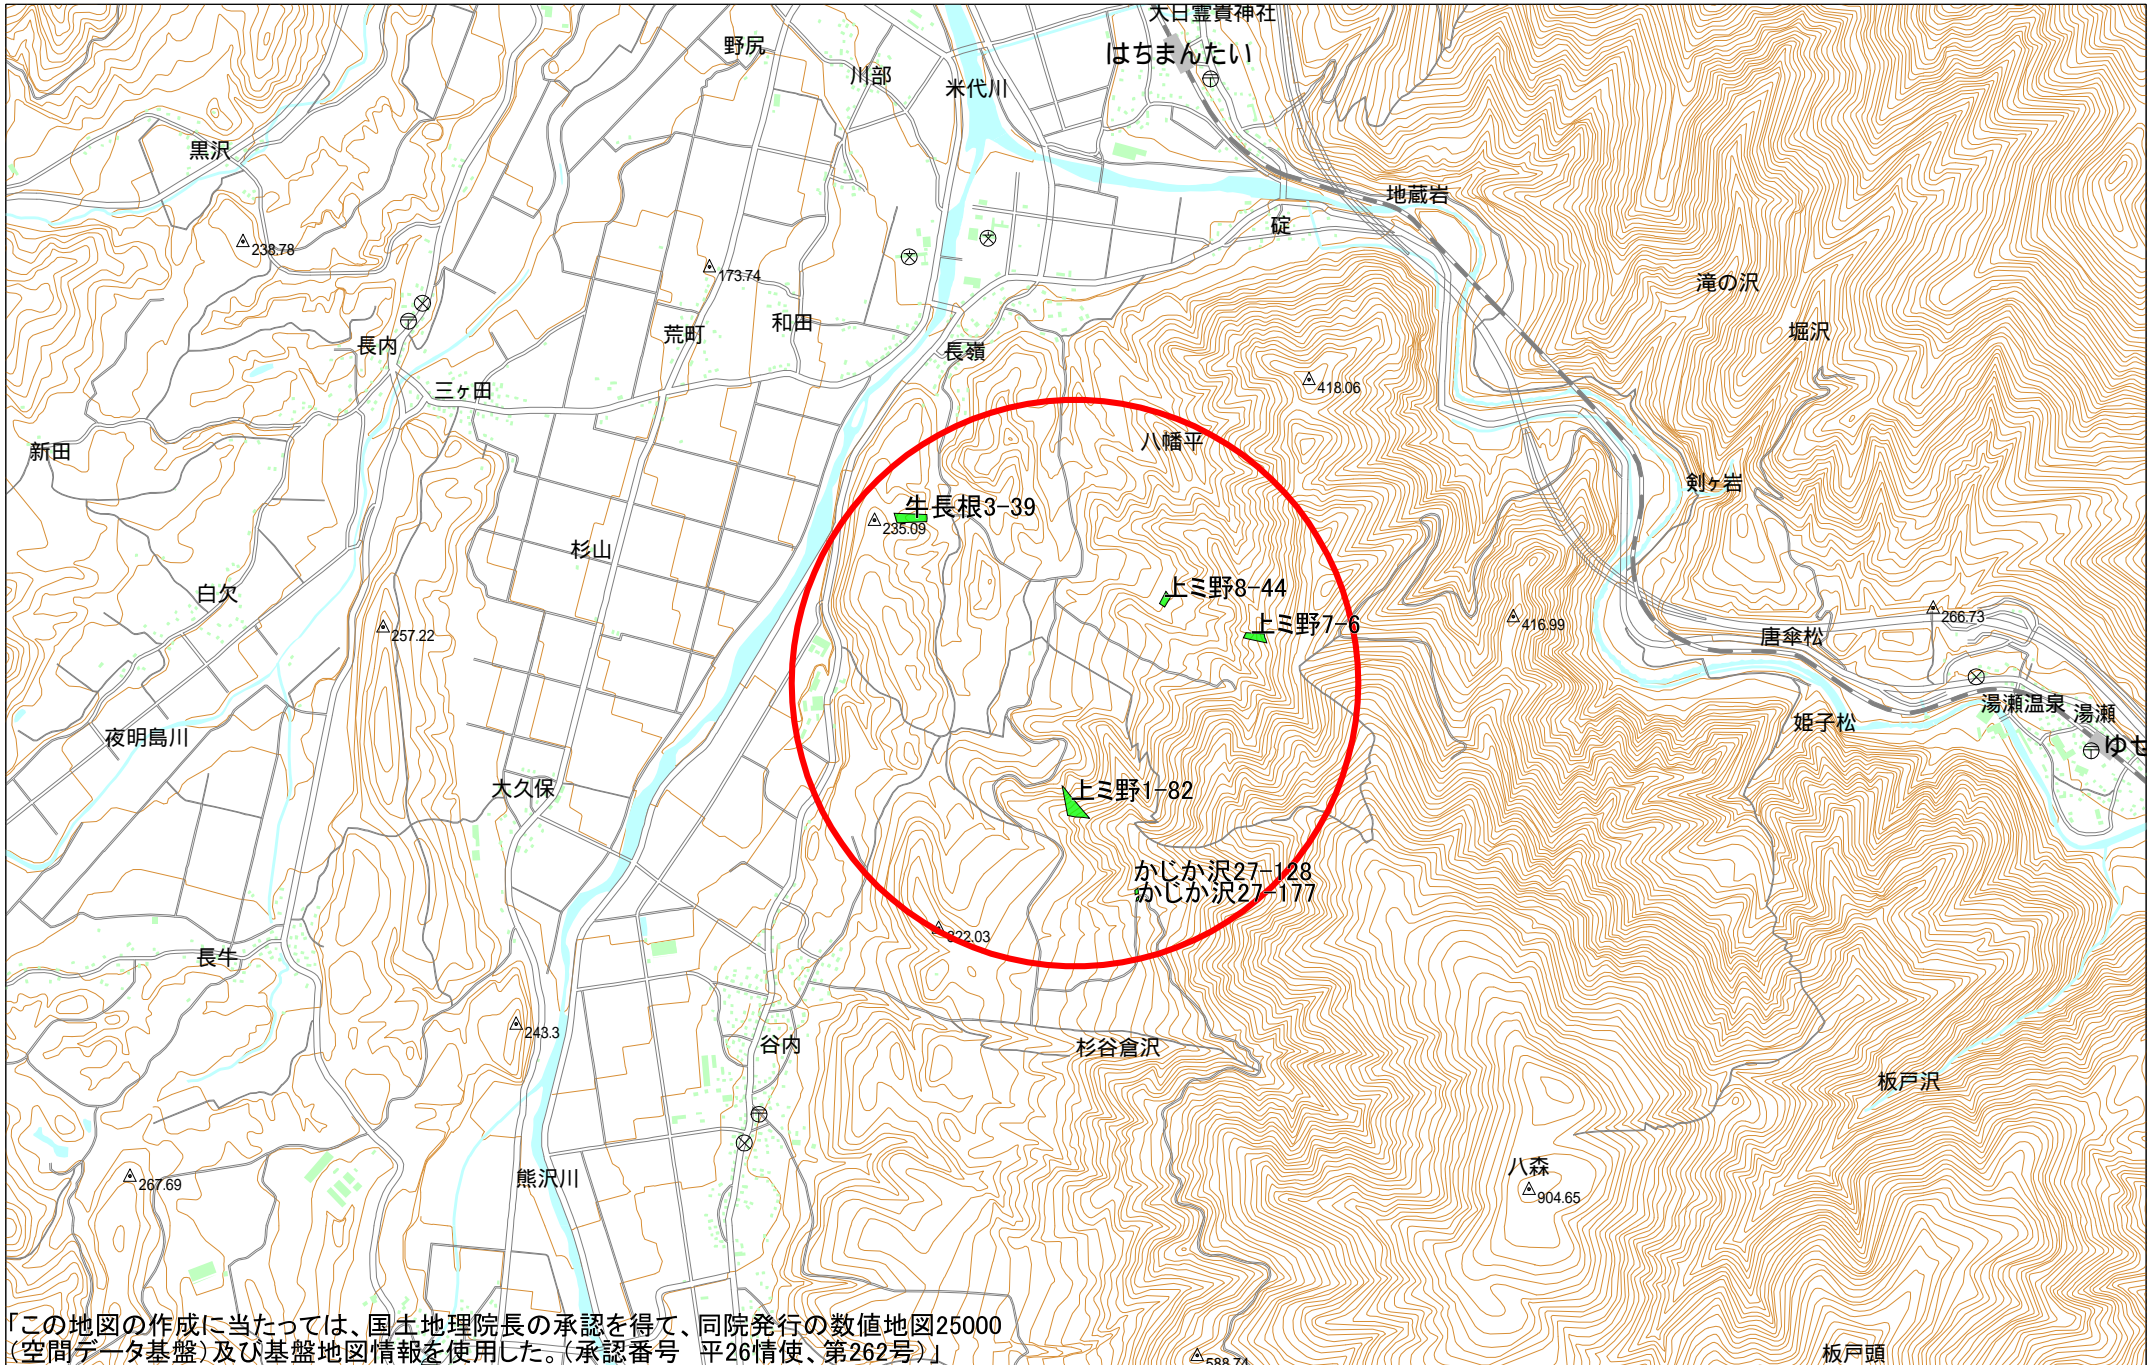 大日霊貴神社
野尻
はちまんたい
川部
米代川
黒沢
地蔵岩
碇
238.78
173.74
滝の沢
和田
荒町
堀沢
長内
長嶺
三ヶ田
418.06
八幡平
新田
剣ヶ岩
牛長根3-39
235.09
杉山
上ミ野8-44
白欠
266.73
416.99
上ミ野7-6
257.22
唐傘松
湯瀬温泉
湯瀬
姫子松
夜明島川
ゆせ
大久保
上ミ野1-82
かじか沢27-128
かじか沢27-177
322.03
長牛
243.3
谷内
杉谷倉沢
板戸沢
八森
熊沢川
267.69
904.65
「この地図の作成に当たっては、国土地理院長の承認を得て、同院発行の数値地図25000
（空間データ基盤）及び基盤地図情報を使用した。（承認番号　平26情使、第262号）」
588.74
板戸頭